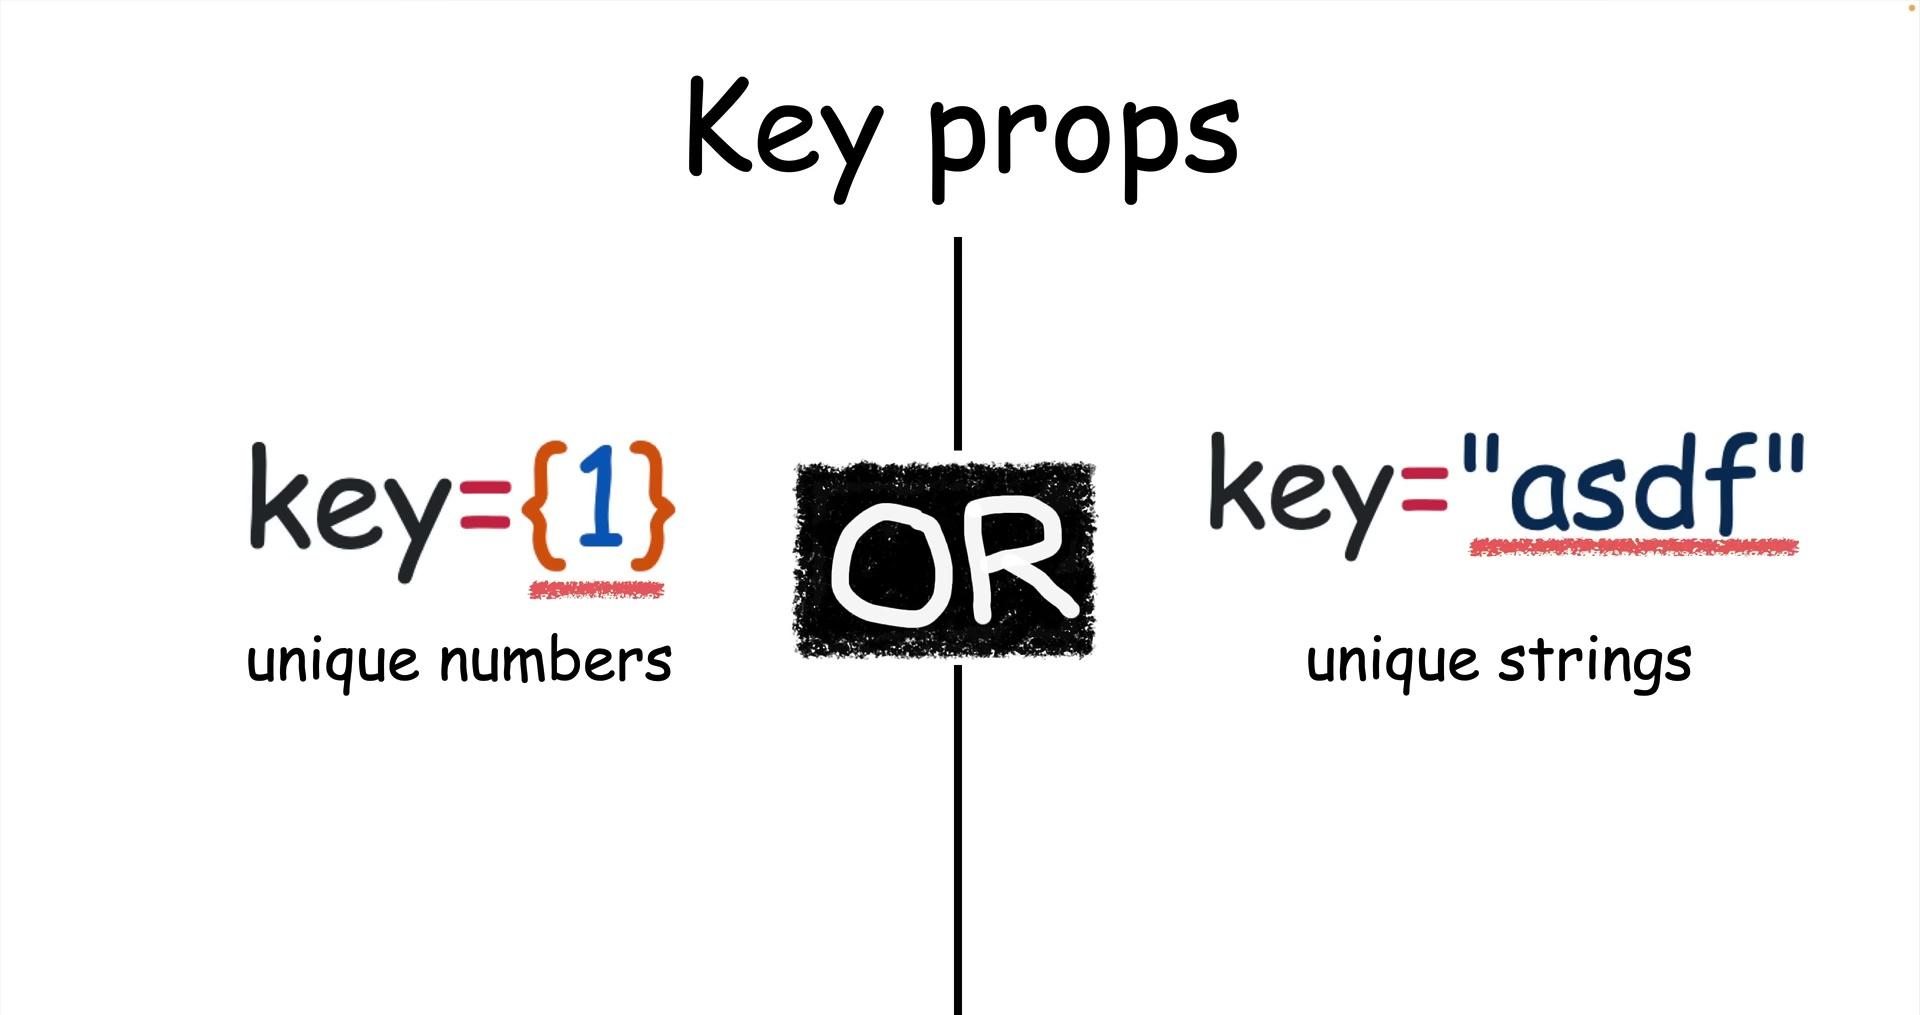 Key props
key={1}
unique numbers
OR
key="asdf"
unique strings